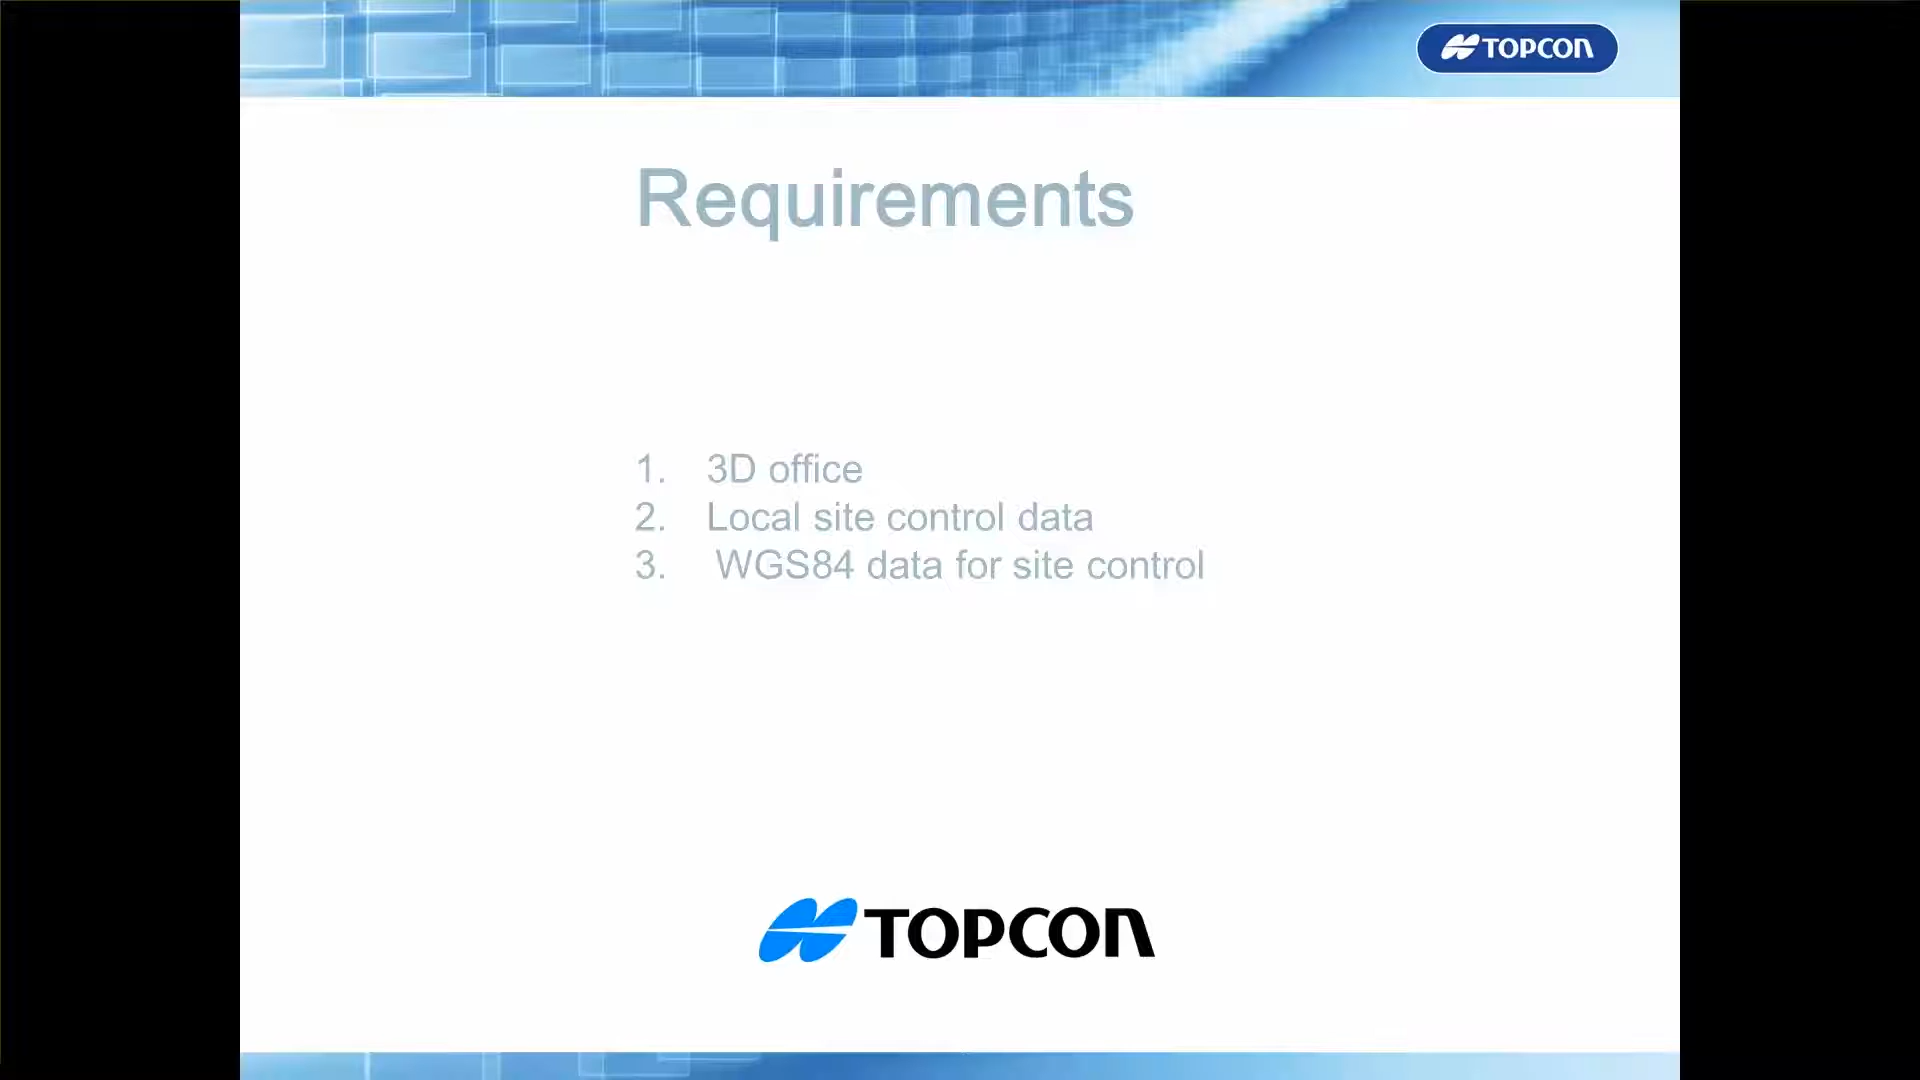 TOPCON
Requirements
1. 3D office
2. Local site control data
3. WGS84 data for site control
TOPCON